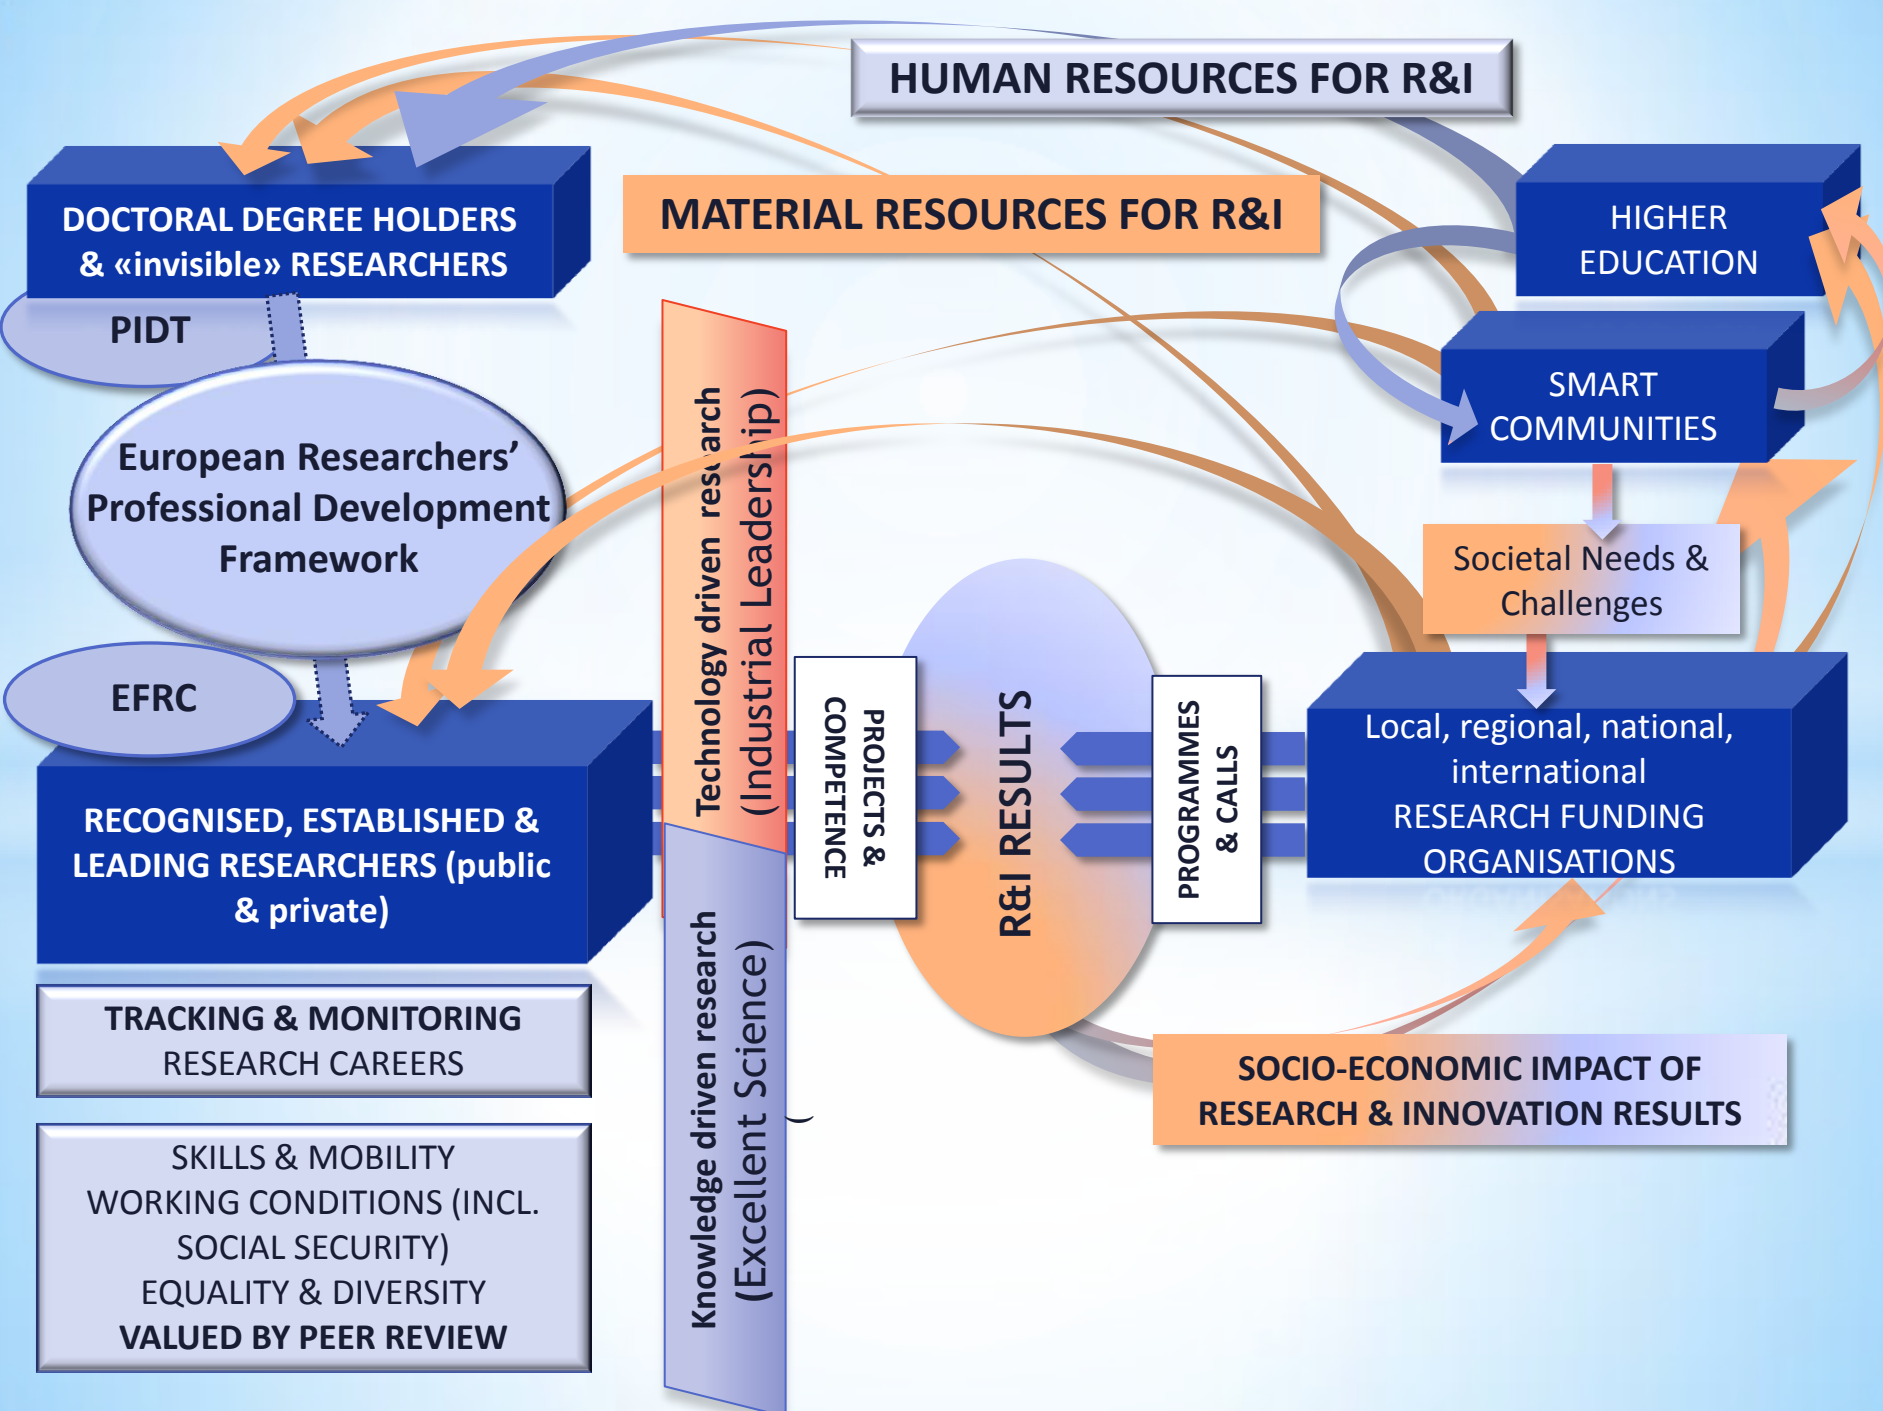 HUMAN RESOURCES FOR R&I
MATERIAL RESOURCES FOR R&I
DOCTORAL DEGREE HOLDERS
& «invisible» RESEARCHERS
PIDT
European Researchers’
Professional Development
Framework
EFRC
RECOGNISED, ESTABLISHED &
LEADING RESEARCHERS (public
& private)
TRACKING & MONITORING
RESEARCH CAREERS
SKILLS & MOBILITY
WORKING CONDITIONS (INCL.
SOCIAL SECURITY)
EQUALITY & DIVERSITY
VALUED BY PEER REVIEW
Technology driven research
(Industrial Leadership)
Knowledge driven research
(Excellent Science)
)
PROJECTS &
COMPETENCE
R&I RESULTS
PROGRAMMES
& CALLS
HIGHER
EDUCATION
SMART
COMMUNITIES
Societal Needs &
Challenges
Local, regional, national,
international
RESEARCH FUNDING
ORGANISATIONS
SOCIO-ECONOMIC IMPACT OF
RESEARCH & INNOVATION RESULTS